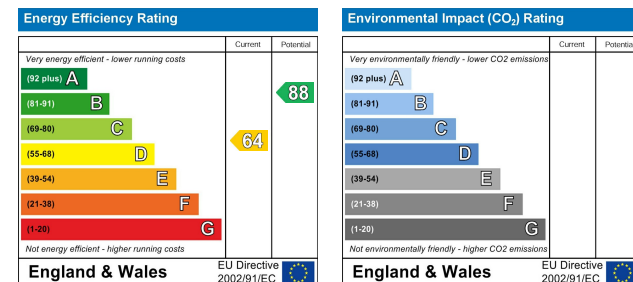 Energy Efficiency Rating
Current Potential
Very energy efficient - lower running costs
(92 plus) A
(81-91) B
88
(69-80) C
64
(55-68) D
(39-54) E
(21-38) F
(1-20) G
Not energy efficient - higher running costs
England & Wales
EU Directive
2002/91/EC
Environmental Impact (CO2) Rating
Current Potential
Very environmentally friendly - lower CO2 emissions
(92 plus) A
(81-91) B
(69-80) C
(55-68) D
(39-54) E
(21-38) F
(1-20) G
Not environmentally friendly - higher CO2 emissions
England & Wales
EU Directive
2002/91/EC